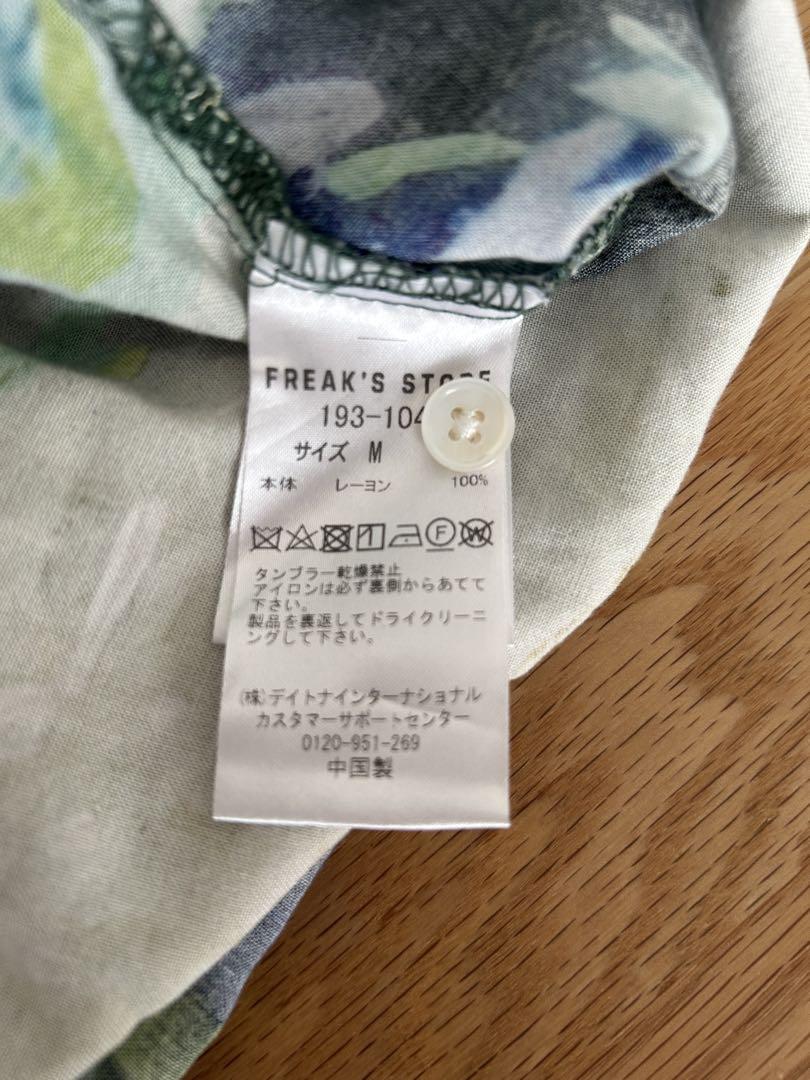 FREAK'S
193-104
サイズ M
本体 レーヨン 100%
タンブラー乾燥禁止
アイロンは必ず裏側からあてて
下さい。
製品を裏返してドライクリーニ
ングして下さい。
(株)デイトナインターナショナル
カスタマーサポートセンター
0120-951-269
中国製